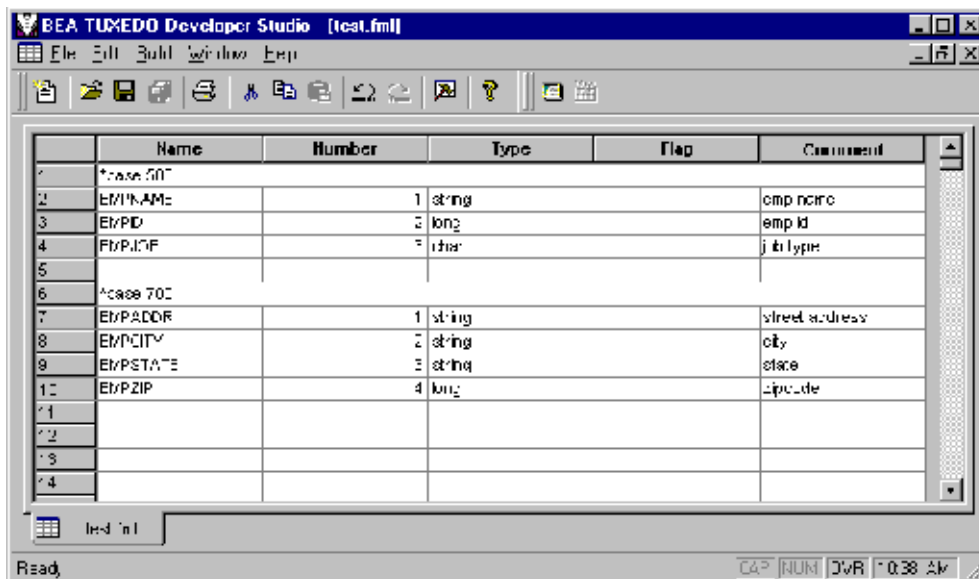 BEA TUXEDO Developer Studio [test.fml]
File Edit Build Window Help
Name Number Type Flag Comment
1 *base 500
2 EMPNAME 1 string emp name
3 EMPID 2 long emp id
4 EMPJOB 3 char job type
5
6 *base 700
7 EMPADDR 1 string street address
8 EMPCITY 2 string city
9 EMPSTATE 3 string state
10 EMPZIP 4 long zipcode
11
12
13
14
test.fml
Ready CAP NUM OVR 10:38 AM